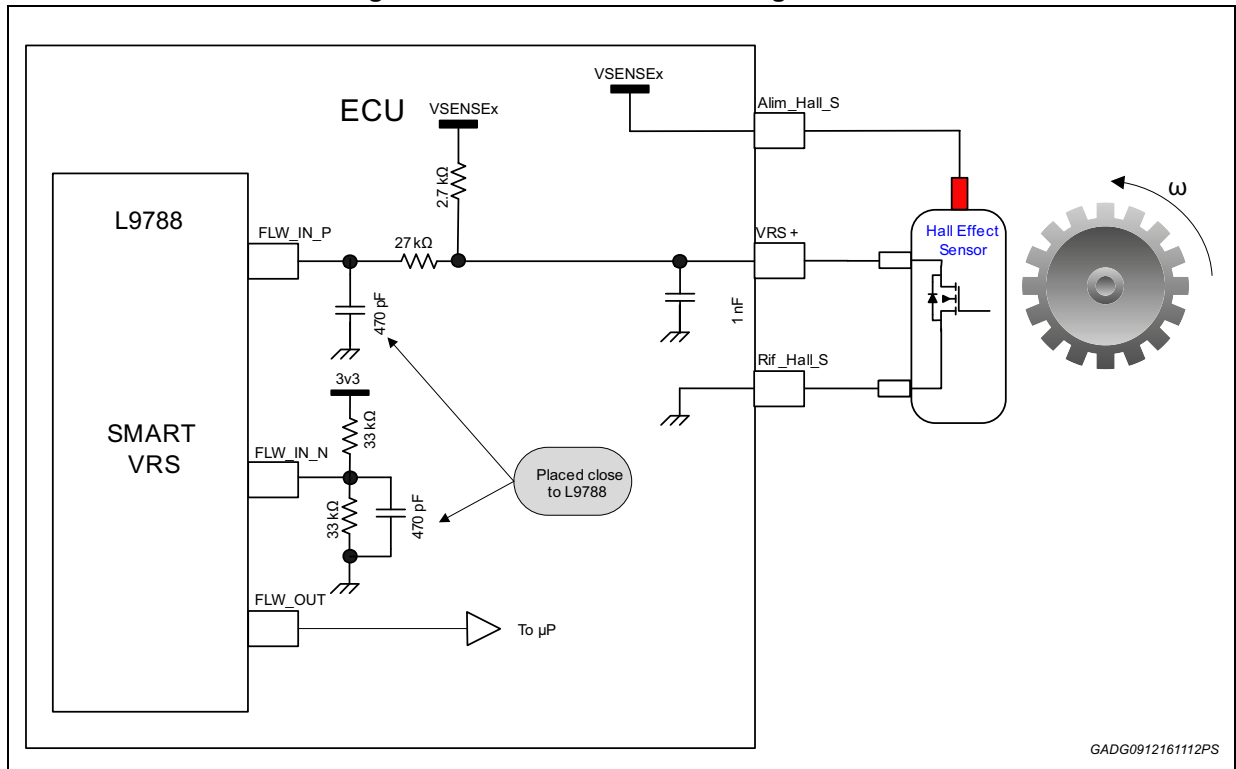 VSENSEx
Alim_Hall_S
ECU
VSENSEx
2.7 kΩ
L9788
FLW_IN_P
27 kΩ
VRS +
Hall Effect
Sensor
ω
470 pF
1 nF
Rif_Hall_S
3v3
33 kΩ
SMART
VRS
FLW_IN_N
Placed close
to L9788
33 kΩ
470 pF
FLW_OUT
To µP
GADG0912161112PS